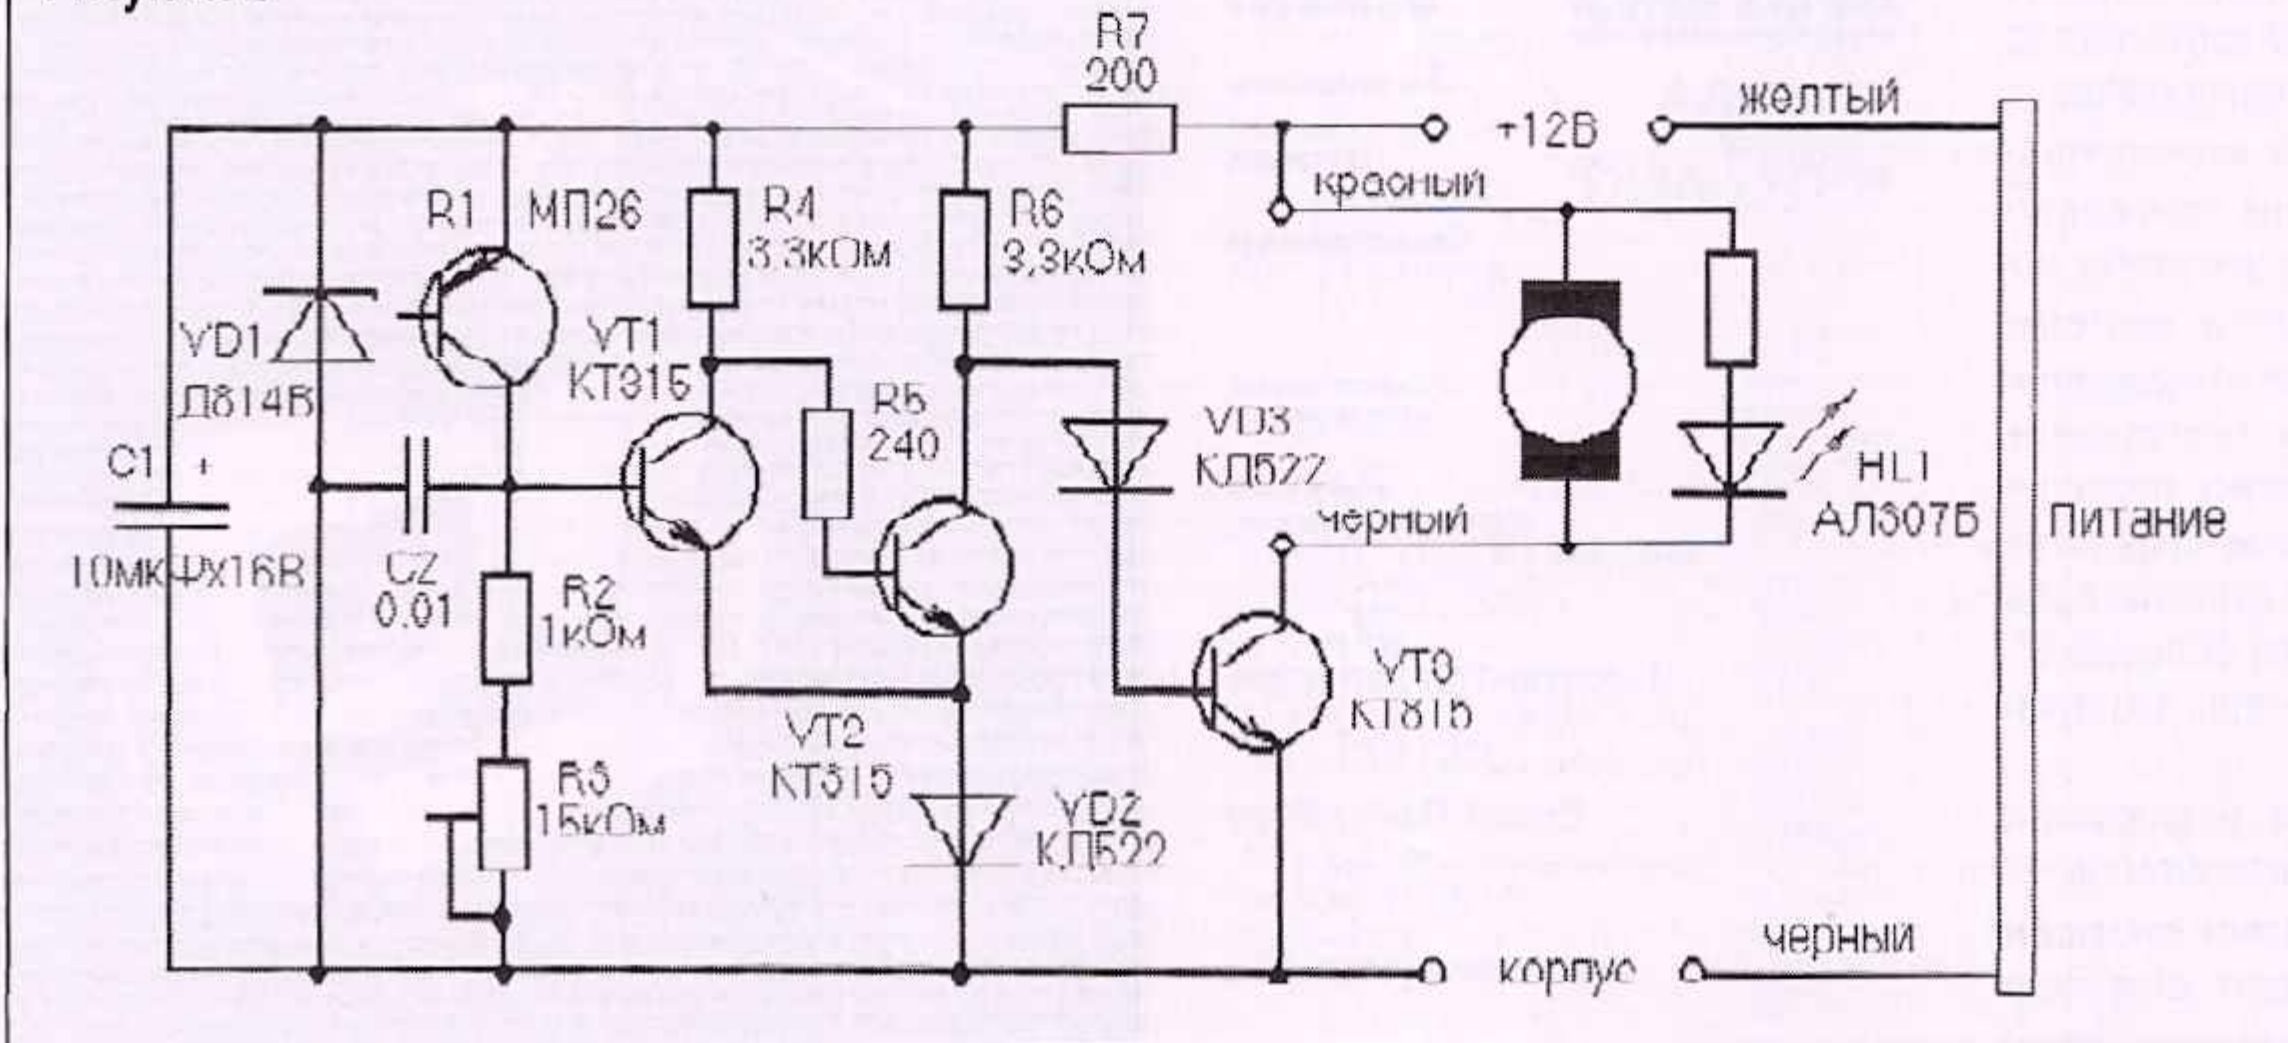 R7
200
желтый
+12В
красный
R1
МП26
R4
3.3кОм
R6
3,3кОм
VD1
Д814В
VT1
КТ315
R5
240
VD3
КД522
C1
+
10мкФх16В
C2
0.01
R2
1кОм
черный
HL1
АЛ307Б
Питание
VT3
КТ815
VT2
КТ315
R3
15кОм
VD2
КД522
корпус
черный